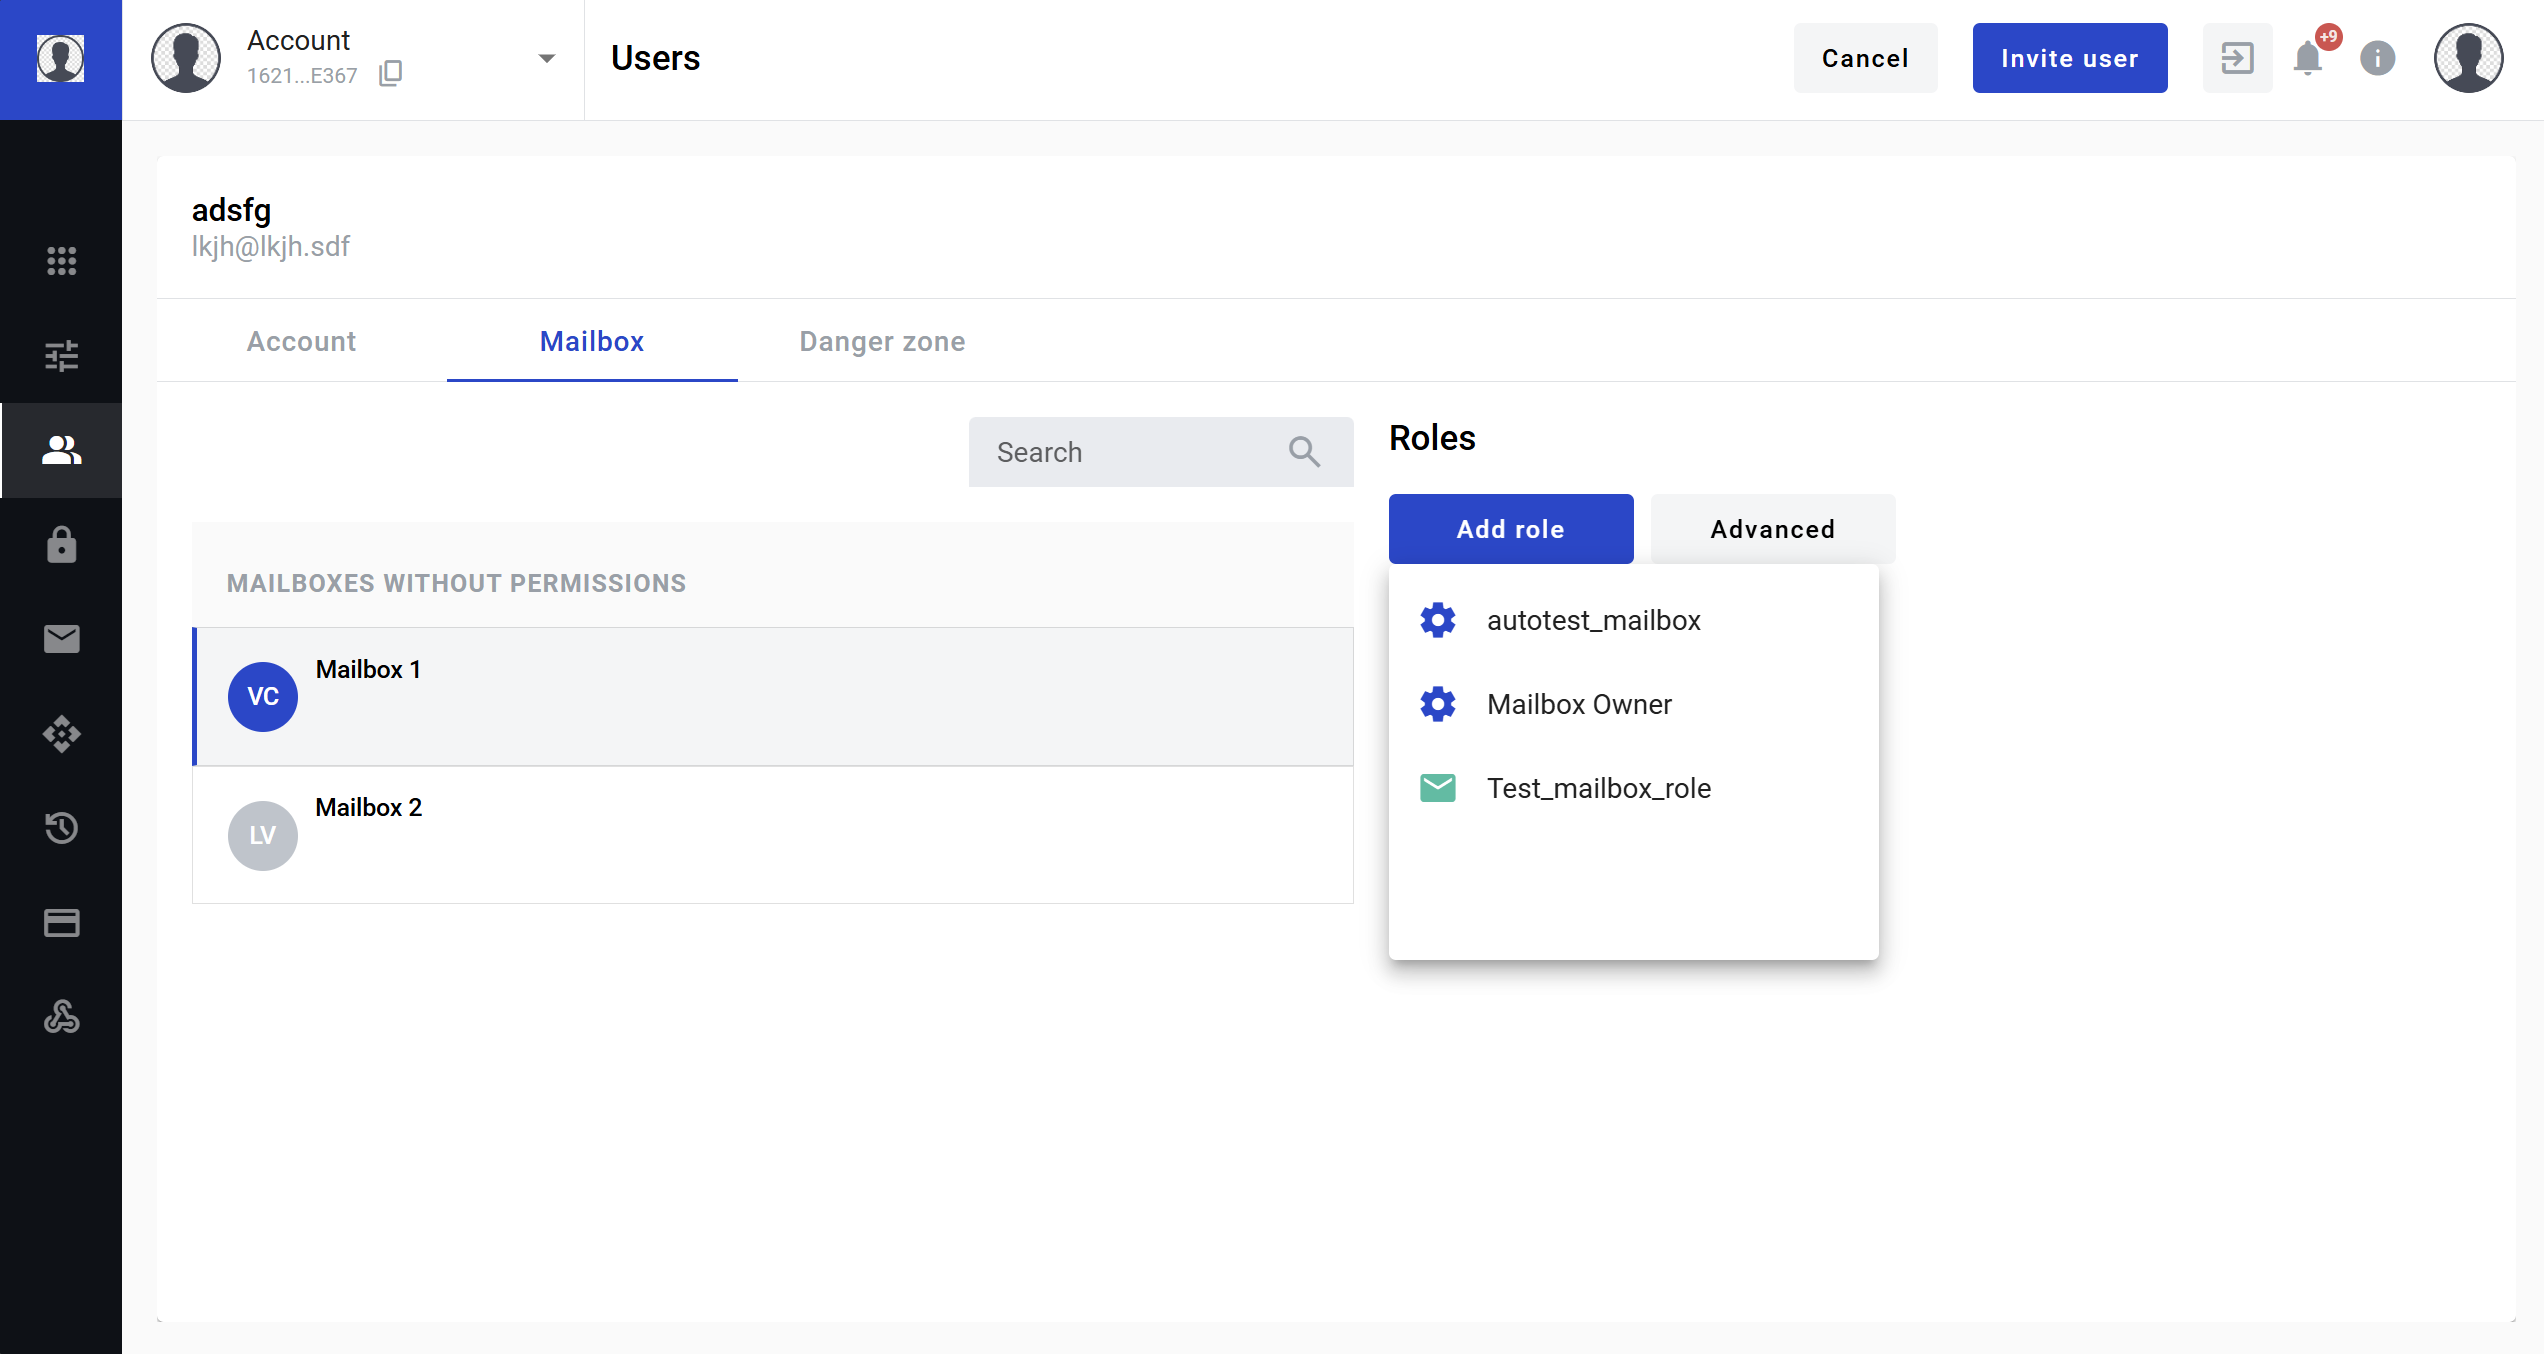 Account
1621...E367
Users
Cancel
Invite user
+9
adsfg
lkjh@lkjh.sdf
Account
Mailbox
Danger zone
Search
Roles
Add role
Advanced
MAILBOXES WITHOUT PERMISSIONS
VC
Mailbox 1
LV
Mailbox 2
autotest_mailbox
Mailbox Owner
Test_mailbox_role